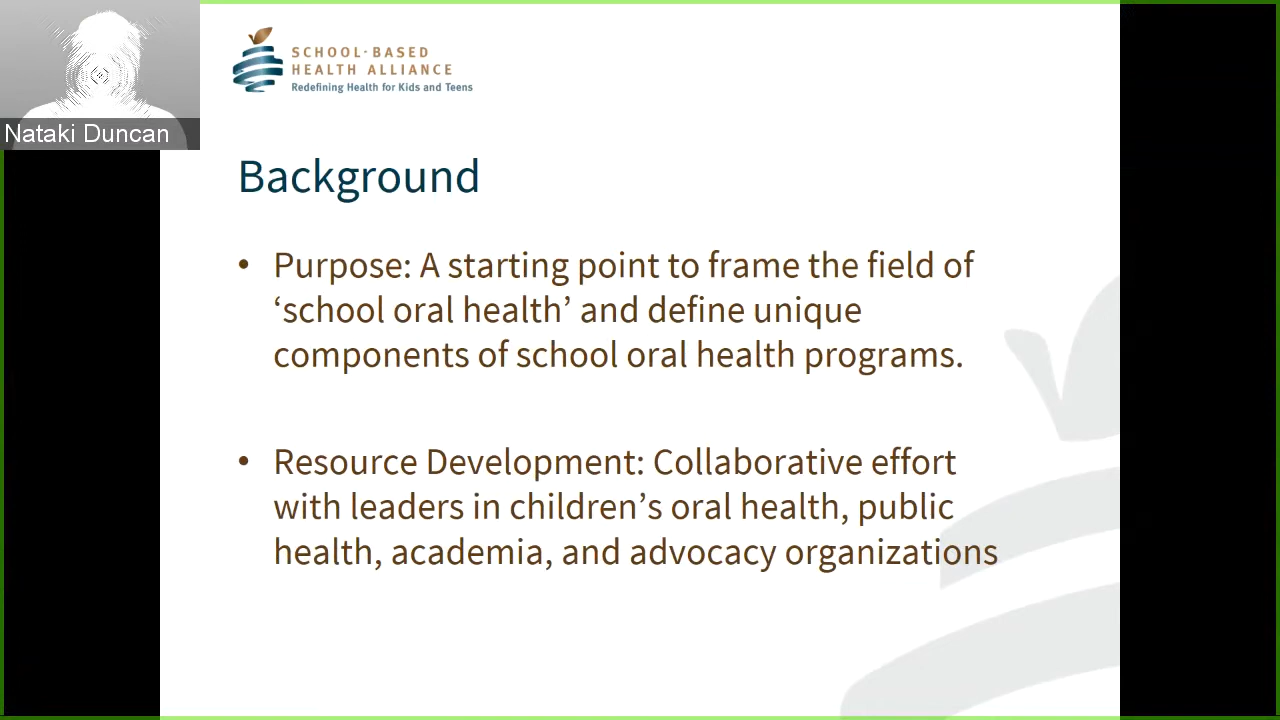 SCHOOL-BASED
HEALTH ALLIANCE
Redefining Health for Kids and Teens
Nataki Duncan
Background
• Purpose: A starting point to frame the field of
‘school oral health’ and define unique
components of school oral health programs.
• Resource Development: Collaborative effort
with leaders in children’s oral health, public
health, academia, and advocacy organizations